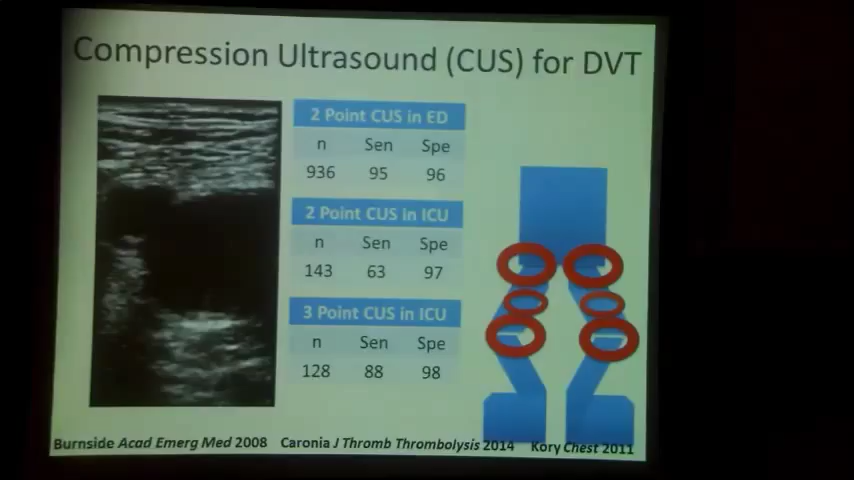 Compression Ultrasound (CUS) for DVT
2 Point CUS in ED
n Sen Spe
936 95 96
2 Point CUS in ICU
n Sen Spe
143 63 97
3 Point CUS in ICU
n Sen Spe
128 88 98
Burnside Acad Emerg Med 2008 Caronia J Thromb Thrombolysis 2014 Kory Chest 2011